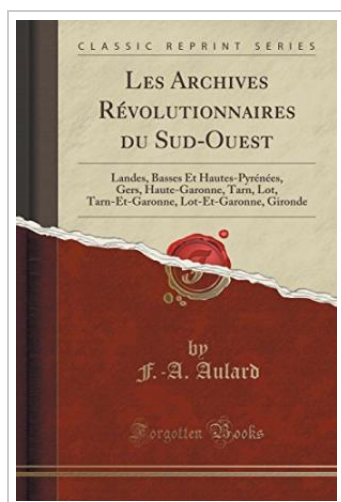 CLASSIC REPRINT SERIES
LES ARCHIVES
RÉVOLUTIONNAIRES
DU SUD-OUEST
Landes, Basses Et Hautes-Pyrénées,
Gers, Haute-Garonne, Tarn, Lot,
Tarn-Et-Garonne, Lot-Et-Garonne, Gironde
by
F.-A. Aulard
Forgotten Books